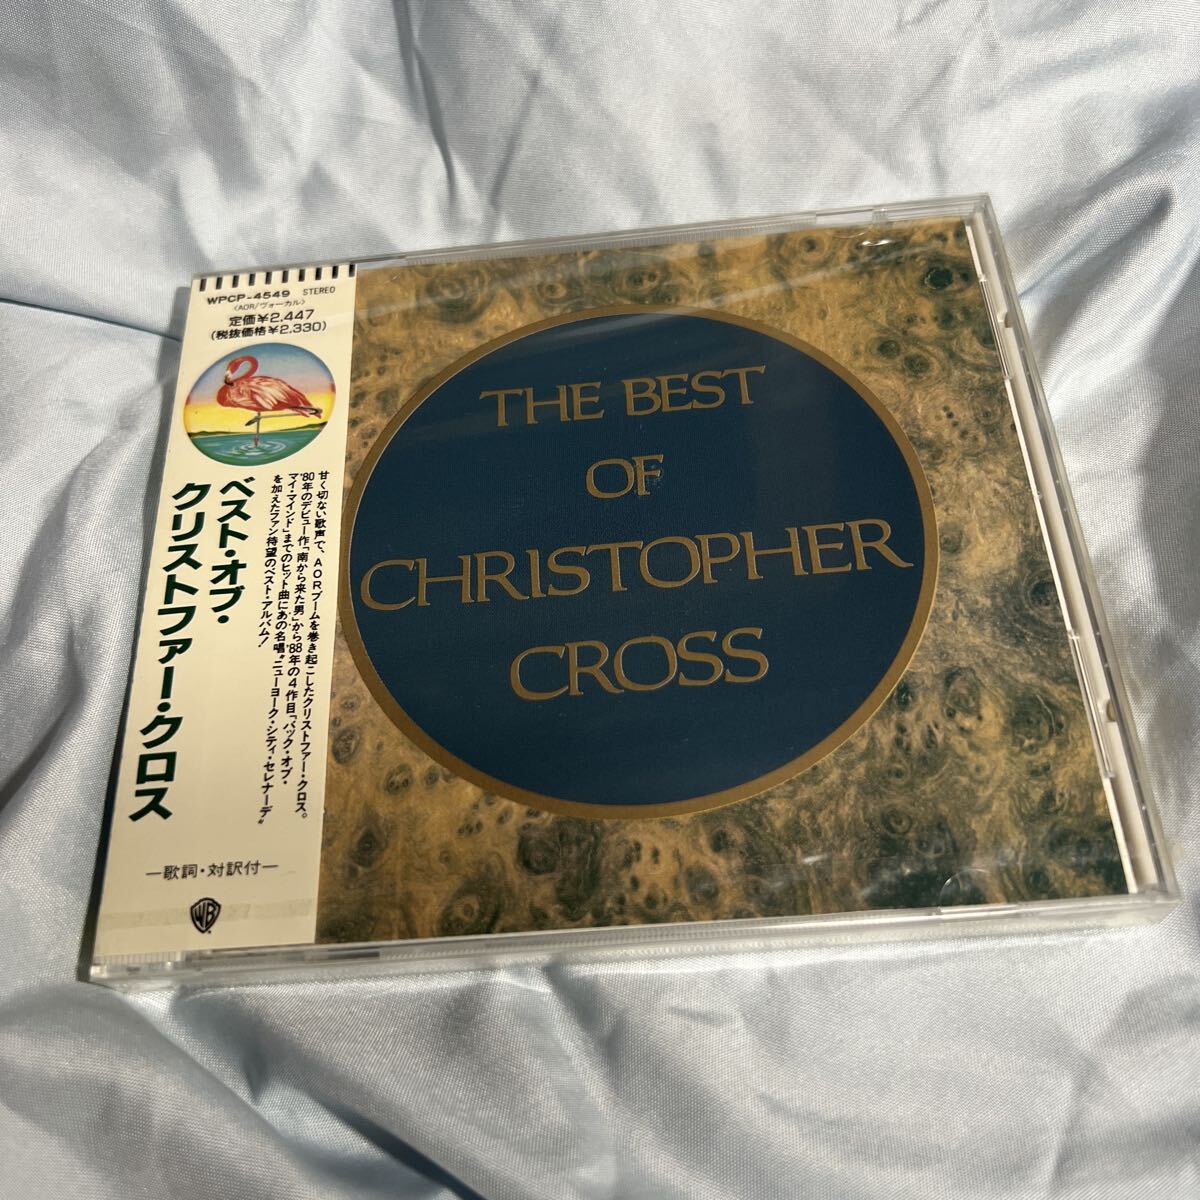 WPCP-4549 STEREO
〈AOR/ヴォーカル〉
定価¥2,447
(税抜価格¥2,330)
ベスト・オブ・
クリストファー・クロス
甘く切ない歌声で、AORブームを巻き起こしたクリストファー・クロス。
'80年のデビュー作「南から来た男」から'88年の4作目「バック・オブ・
マイ・マインド」までのヒット曲にあの名唱“ニューヨーク・シティ・セレナーデ”
を加えたファン待望のベスト・アルバム!
—歌詞・対訳付—
WB
THE BEST
OF
CHRISTOPHER
CROSS